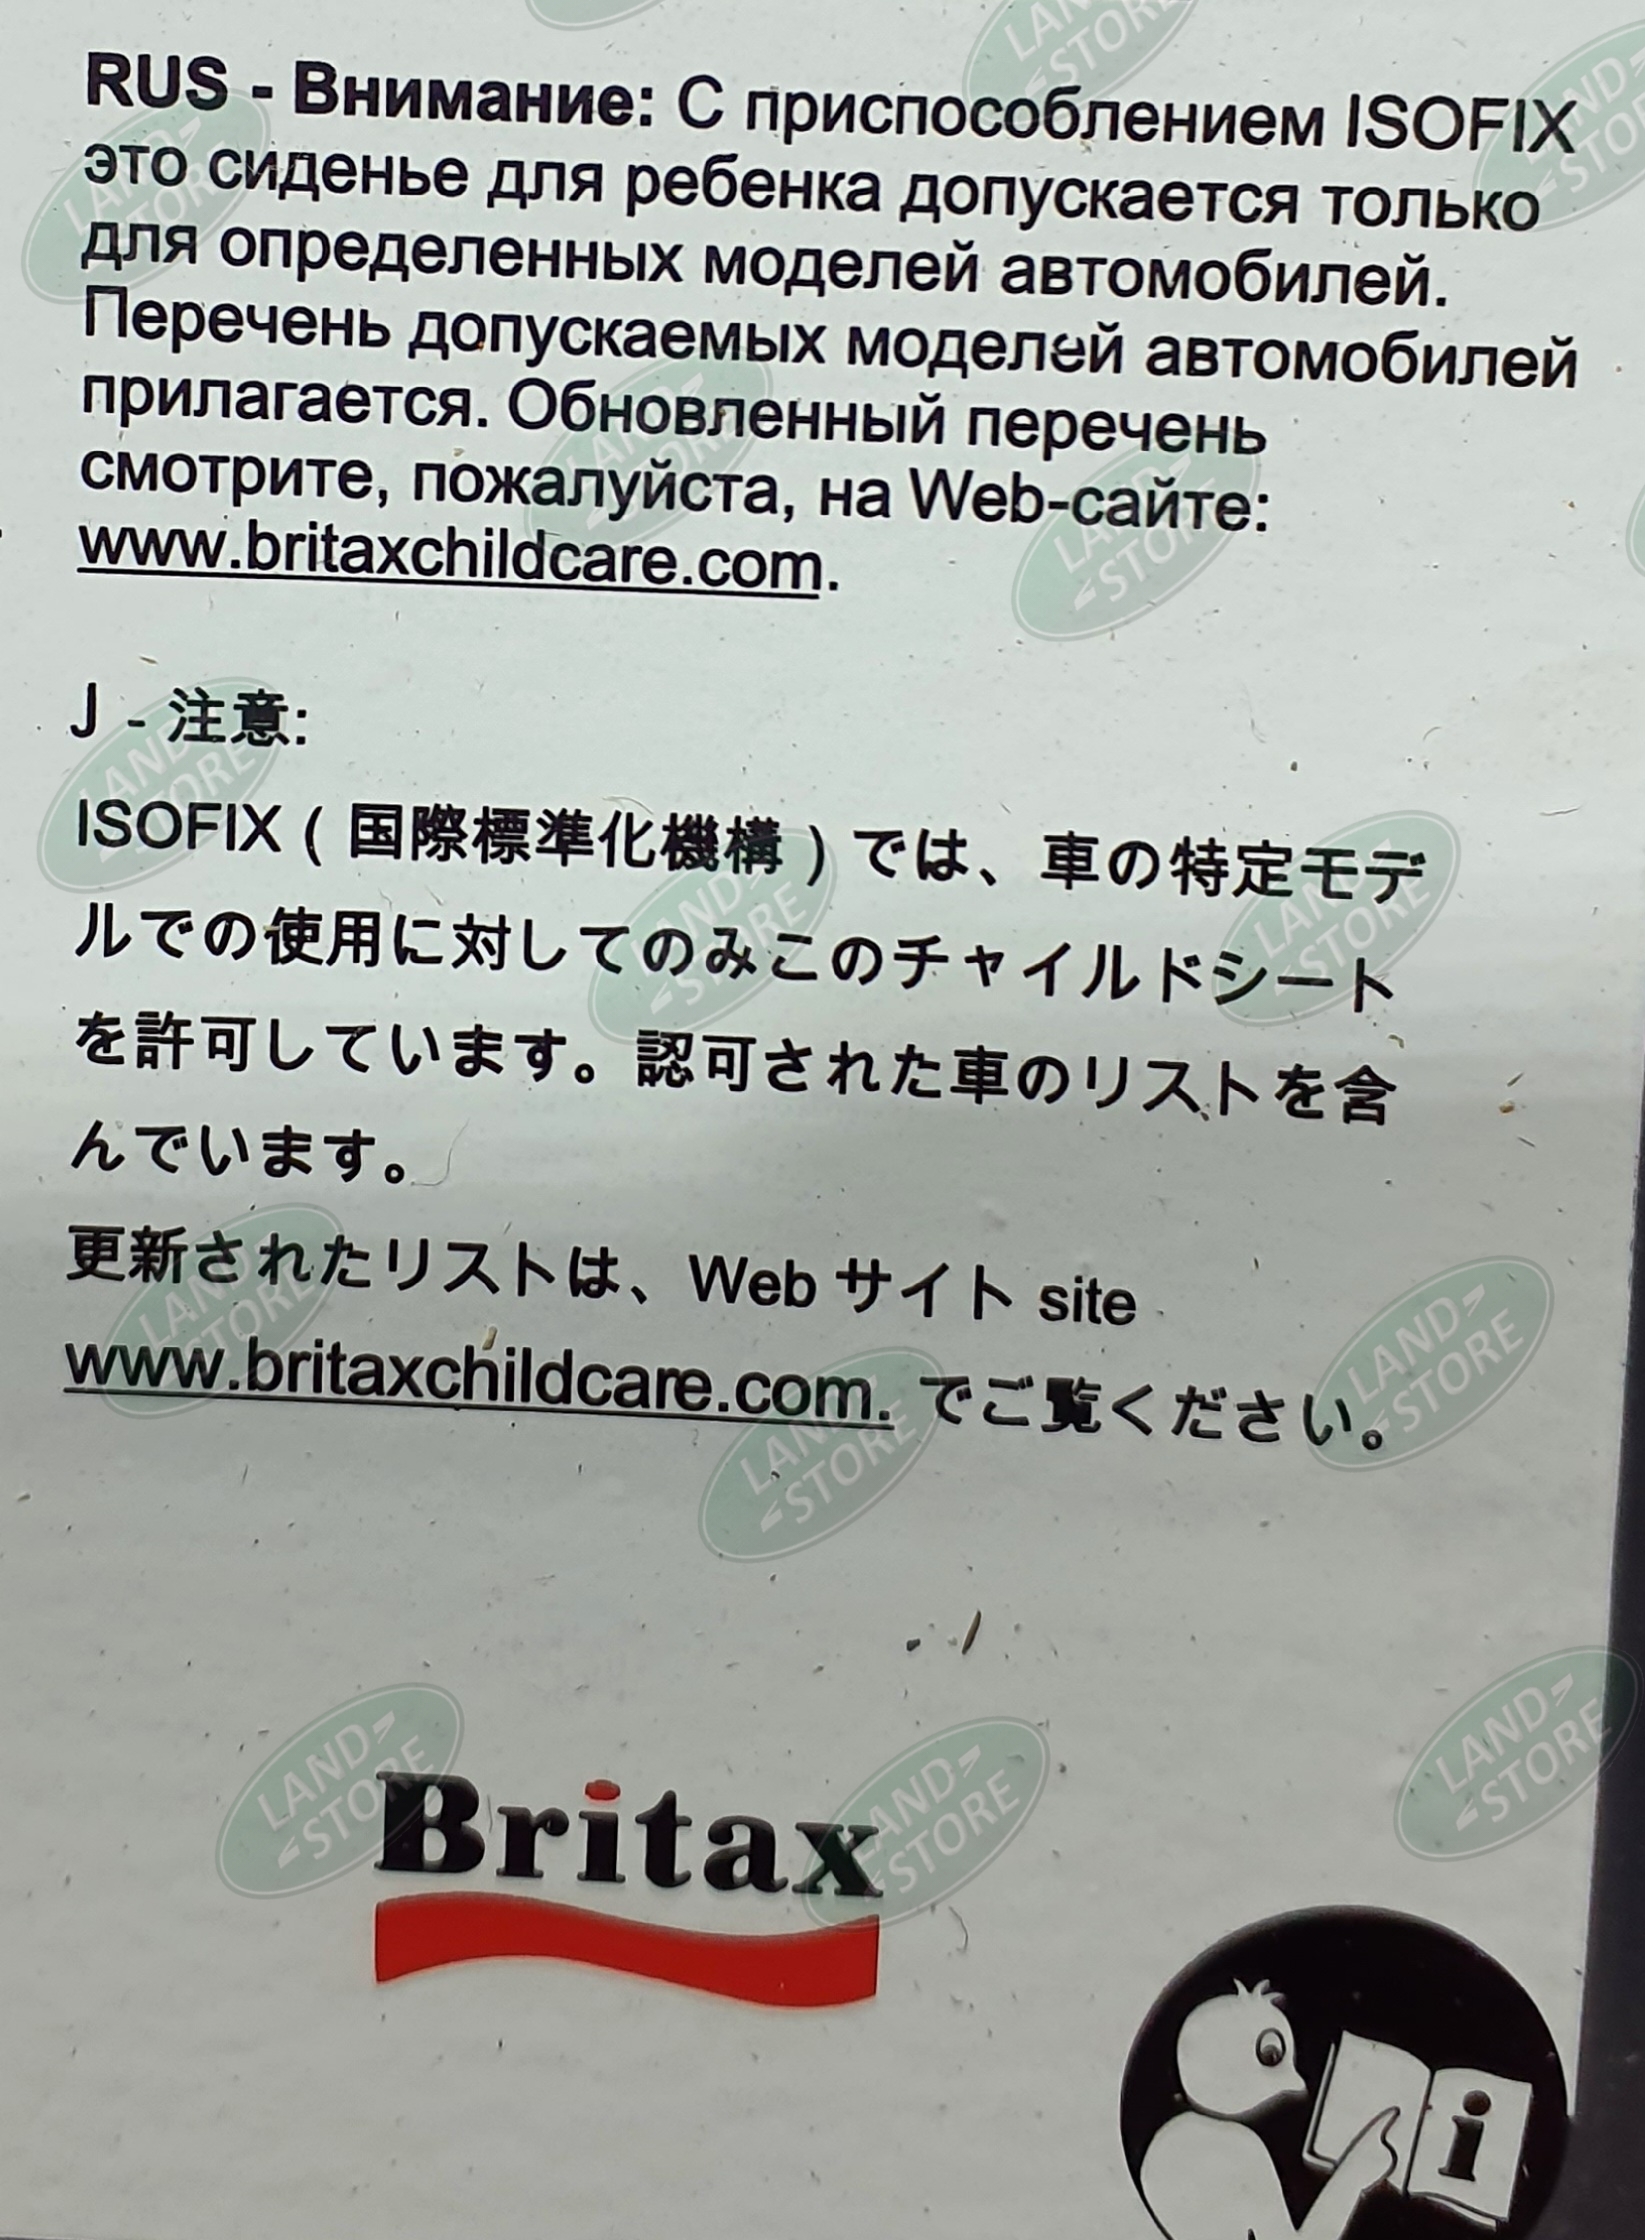 RUS - Внимание: С приспособлением ISOFIX
это сиденье для ребенка допускается только
для определенных моделей автомобилей.
Перечень допускаемых моделей автомобилей
прилагается. Обновленный перечень
смотрите, пожалуйста, на Web-сайте:
www.britaxchildcare.com.
J - 注意:
ISOFIX ( 国際標準化機構 ) では、車の特定モデ
ルでの使用に対してのみこのチャイルドシート
を許可しています。認可された車のリストを含
んでいます。
更新されたリストは、Web サイト site
www.britaxchildcare.com. でご覧ください。
Britax
i
LAND
STORE